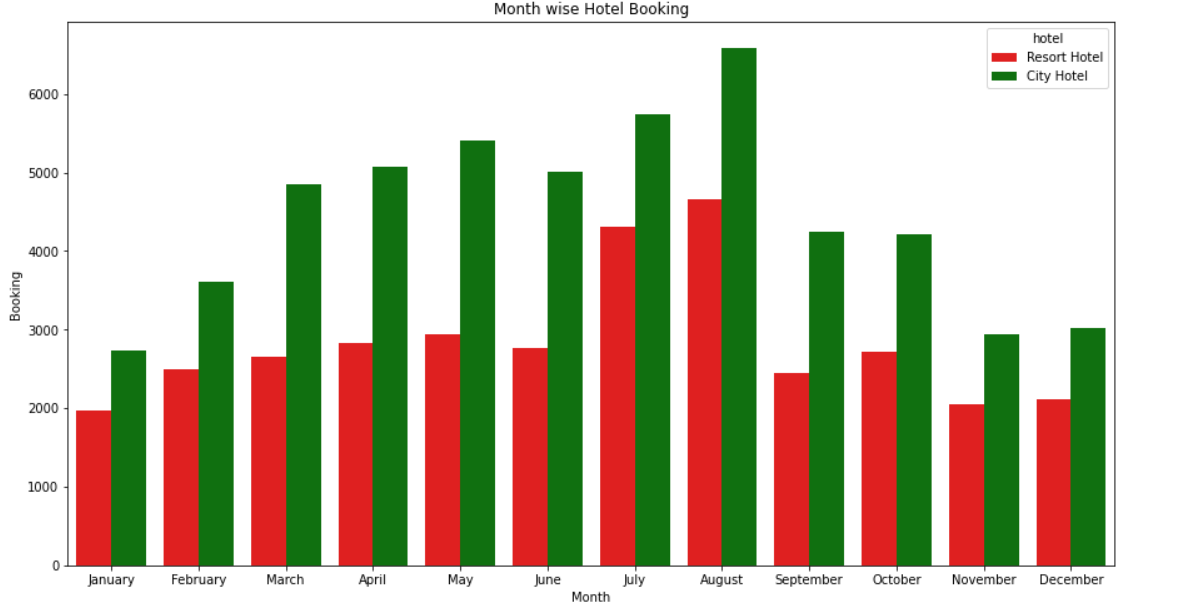 Month wise Hotel Booking
hotel
Resort Hotel
City Hotel
Booking
6000
5000
4000
3000
2000
1000
0
January February March April May June July August September October November December
Month